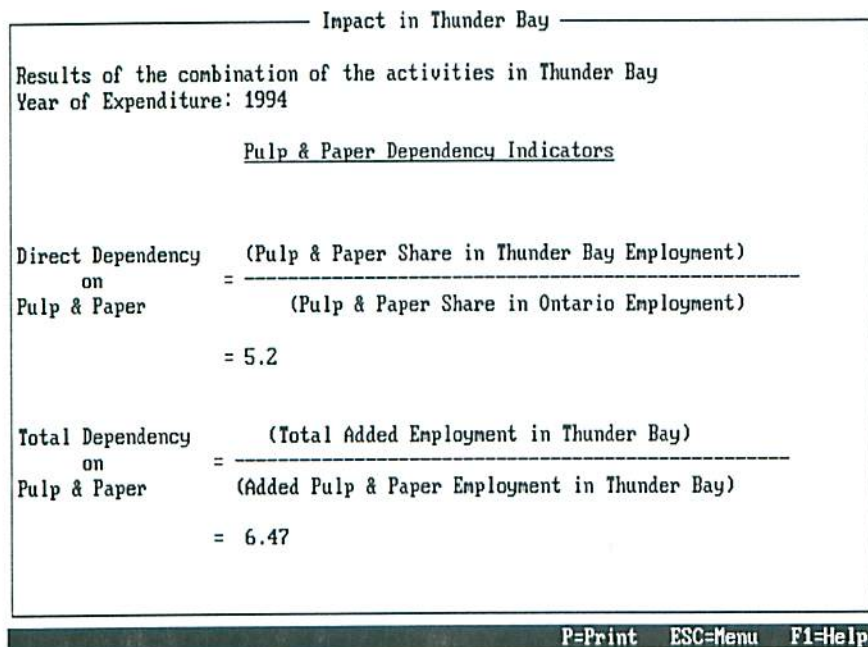 Impact in Thunder Bay
Results of the combination of the activities in Thunder Bay
Year of Expenditure: 1994
Pulp & Paper Dependency Indicators
Direct Dependency (Pulp & Paper Share in Thunder Bay Employment)
on = ------------------------------------------------------------
Pulp & Paper (Pulp & Paper Share in Ontario Employment)
= 5.2
Total Dependency (Total Added Employment in Thunder Bay)
on = ------------------------------------------------------------
Pulp & Paper (Added Pulp & Paper Employment in Thunder Bay)
= 6.47
P=Print ESC=Menu F1=Help